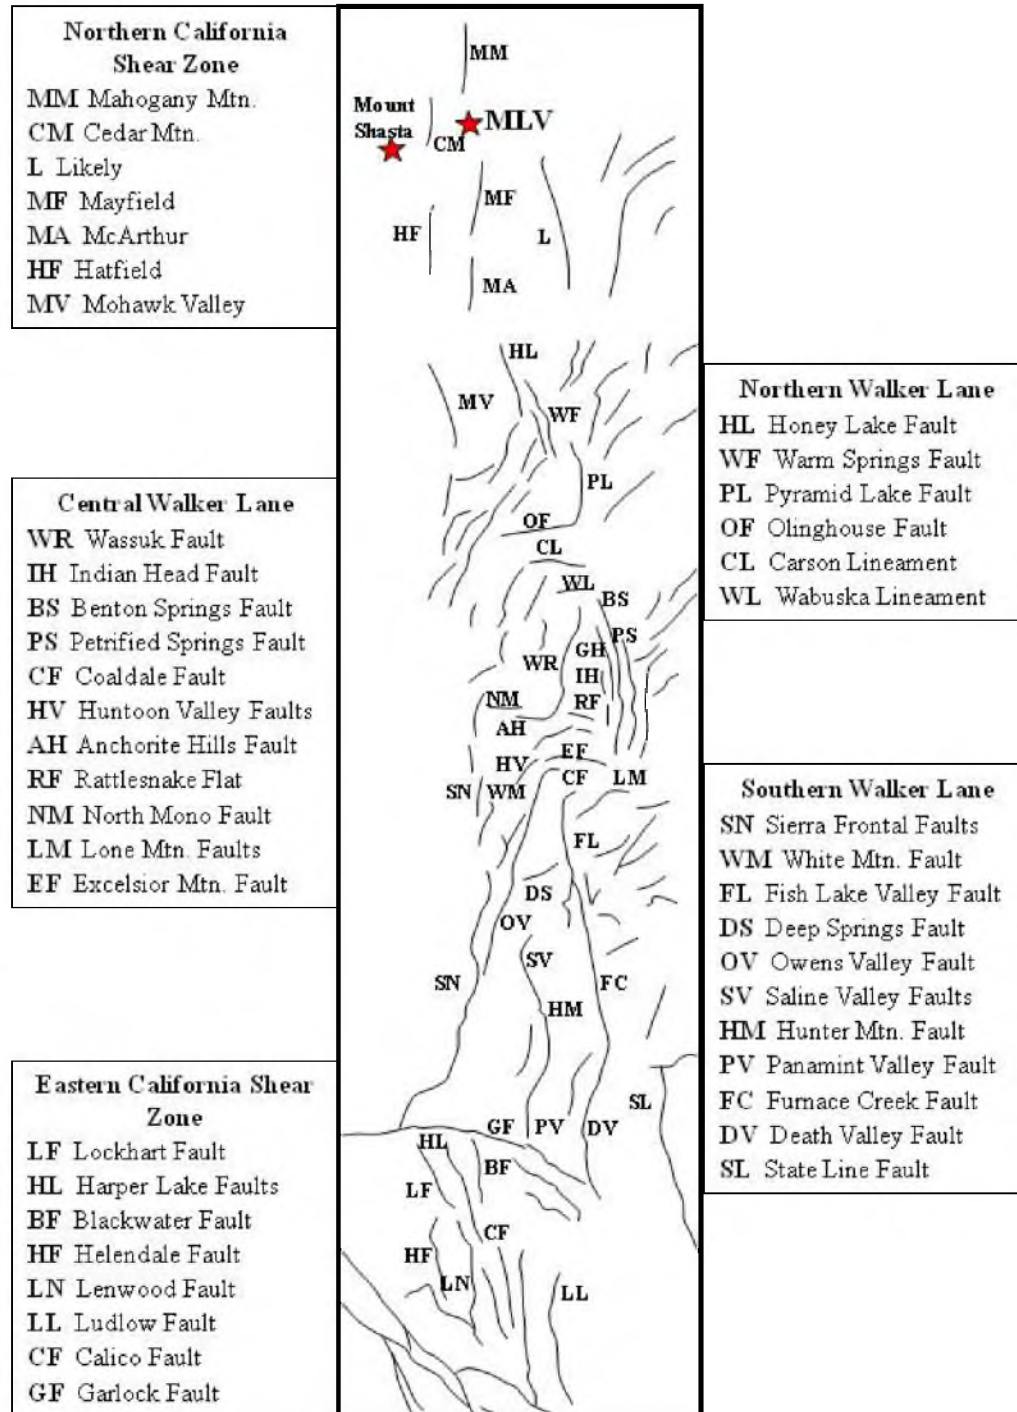 Northern California
Shear Zone
MM Mahogany Mtn.
CM Cedar Mtn.
L Likely
MF Mayfield
MA McArthur
HF Hatfield
MV Mohawk Valley
Central Walker Lane
WR Wassuk Fault
IH Indian Head Fault
BS Benton Springs Fault
PS Petrified Springs Fault
CF Coaldale Fault
HV Huntoon Valley Faults
AH Anchorite Hills Fault
RF Rattlesnake Flat
NM North Mono Fault
LM Lone Mtn. Faults
EF Excelsior Mtn. Fault
Eastern California Shear
Zone
LF Lockhart Fault
HL Harper Lake Faults
BF Blackwater Fault
HF Helendale Fault
LN Lenwood Fault
LL Ludlow Fault
CF Calico Fault
GF Garlock Fault
MM
Mount
Shasta
MLV
CM
MF
HF
L
MA
HL
MV
WF
PL
OF
CL
WL
BS
PS
GH
WR
IH
NM
RF
AH
EF
HV
CF
LM
SN
WM
FL
DS
OV
SV
SN
FC
HM
SL
GF
PV
DV
HL
BF
LF
CF
HF
LN
LL
Northern Walker Lane
HL Honey Lake Fault
WF Warm Springs Fault
PL Pyramid Lake Fault
OF Olinghouse Fault
CL Carson Lineament
WL Wabuska Lineament
Southern Walker Lane
SN Sierra Frontal Faults
WM White Mtn. Fault
FL Fish Lake Valley Fault
DS Deep Springs Fault
OV Owens Valley Fault
SV Saline Valley Faults
HM Hunter Mtn. Fault
PV Panamint Valley Fault
FC Furnace Creek Fault
DV Death Valley Fault
SL State Line Fault